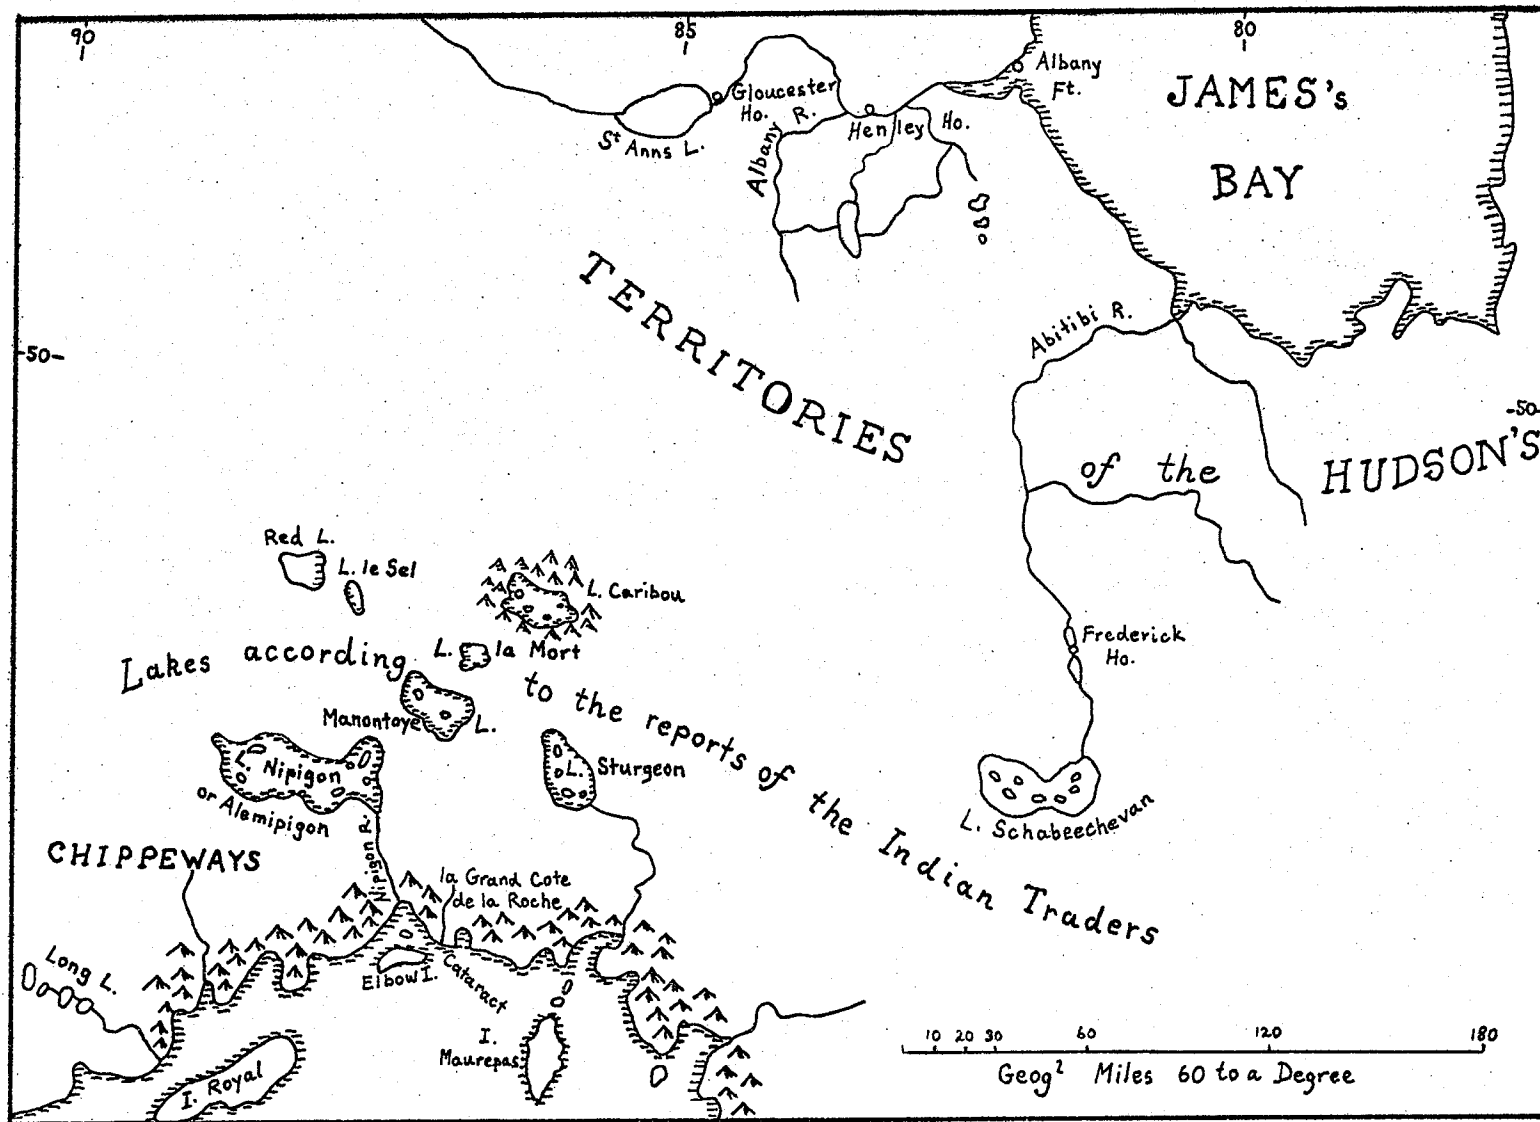 90
85
80
Albany
Ft.
JAMES's
BAY
Gloucester
Ho.
St Anns L.
Albany R.
Henley Ho.
TERRITORIES
of the
HUDSON'S
-50-
-50-
Abitibi R.
Red L.
L. le Sel
L. Caribou
L. la Mort
Lakes according to the reports of the Indian Traders
Manontoye L.
Frederick
Ho.
L. Nipigon
or Alemipigon
L. Sturgeon
L. Schabeechevan
CHIPPEWAYS
Nipigon R.
la Grand Cote
de la Roche
Long L.
Elbow I.
Cataract
I.
Maurepas
I. Royal
10 20 30 60 120 180
Geog² Miles 60 to a Degree